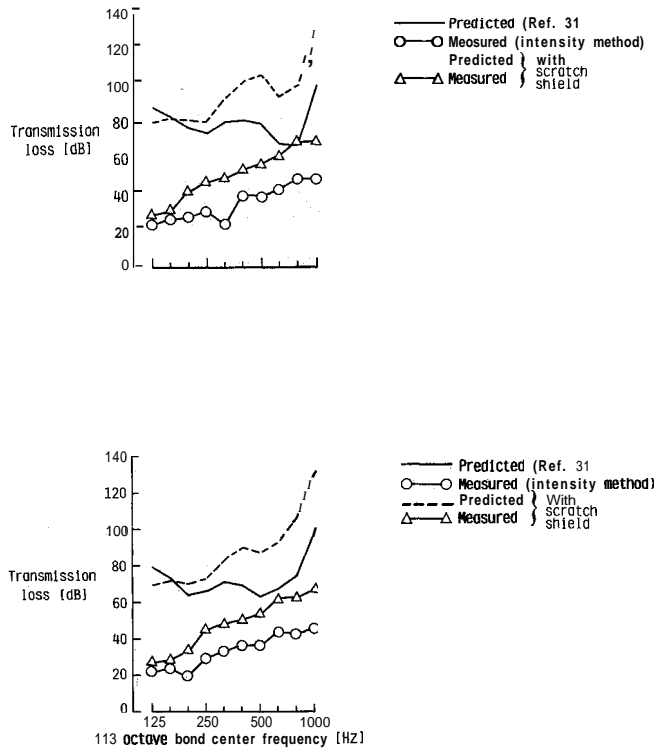 140
120
100
80
60
40
20
0
Transmission
loss [dB]
Predicted (Ref. 31
Meosured (intensity method)
Predicted } with
Measured } scratch
shield
140
120
100
80
60
40
20
0
Transmission
loss [dB]
125 250 500 1000
113 octave bond center frequency [HZ]
Predicted (Ref. 31
Measured (intensity method)
Predicted } With
Measured } scratch
shield